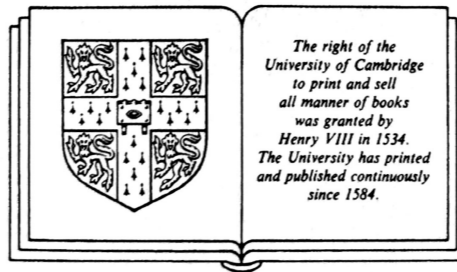 The right of the
University of Cambridge
to print and sell
all manner of books
was granted by
Henry VIII in 1534.
The University has printed
and published continuously
since 1584.